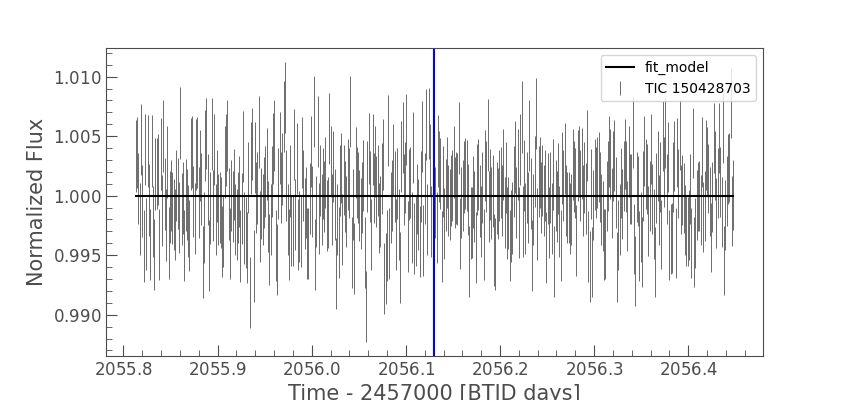 fit_model
TIC 150428703
1.010
1.005
1.000
0.995
0.990
Normalized Flux
2055.8 2055.9 2056.0 2056.1 2056.2 2056.3 2056.4
Time - 2457000 [BTJD days]